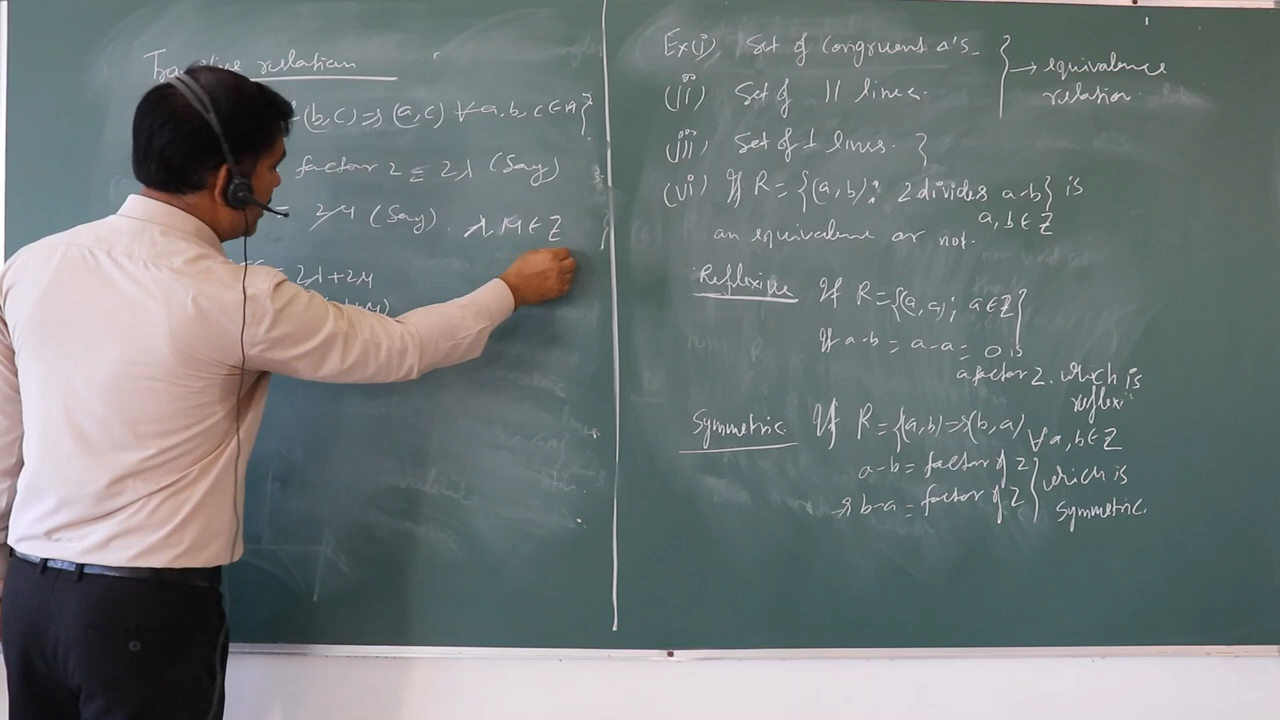 relation
(b,c)⇒(a,c) ∀ a,b,c∈A}
factor 2 = 2λ (Say)
= 2μ (Say). λ, μ ∈ Z
= 2λ+2μ
+μ)
Ex(i), Set of Congruent Δ's.
(ii) Set of || lines.
} → equivalence
relation.
(iii), Set of ⊥ lines. }
(vi) If R = {(a,b); 2 divides a-b} is
a, b ∈ Z
an equivalence or not.
Reflexive If R={(a,a); a∈Z}
If a-b = a-a = 0 is
a factor 2. which is
reflexi
Symmetric. If R={(a,b)⇒(b,a) ∀a,b∈Z
a-b = factor of 2
⇒ b-a = factor of 2
} which is
Symmetric.